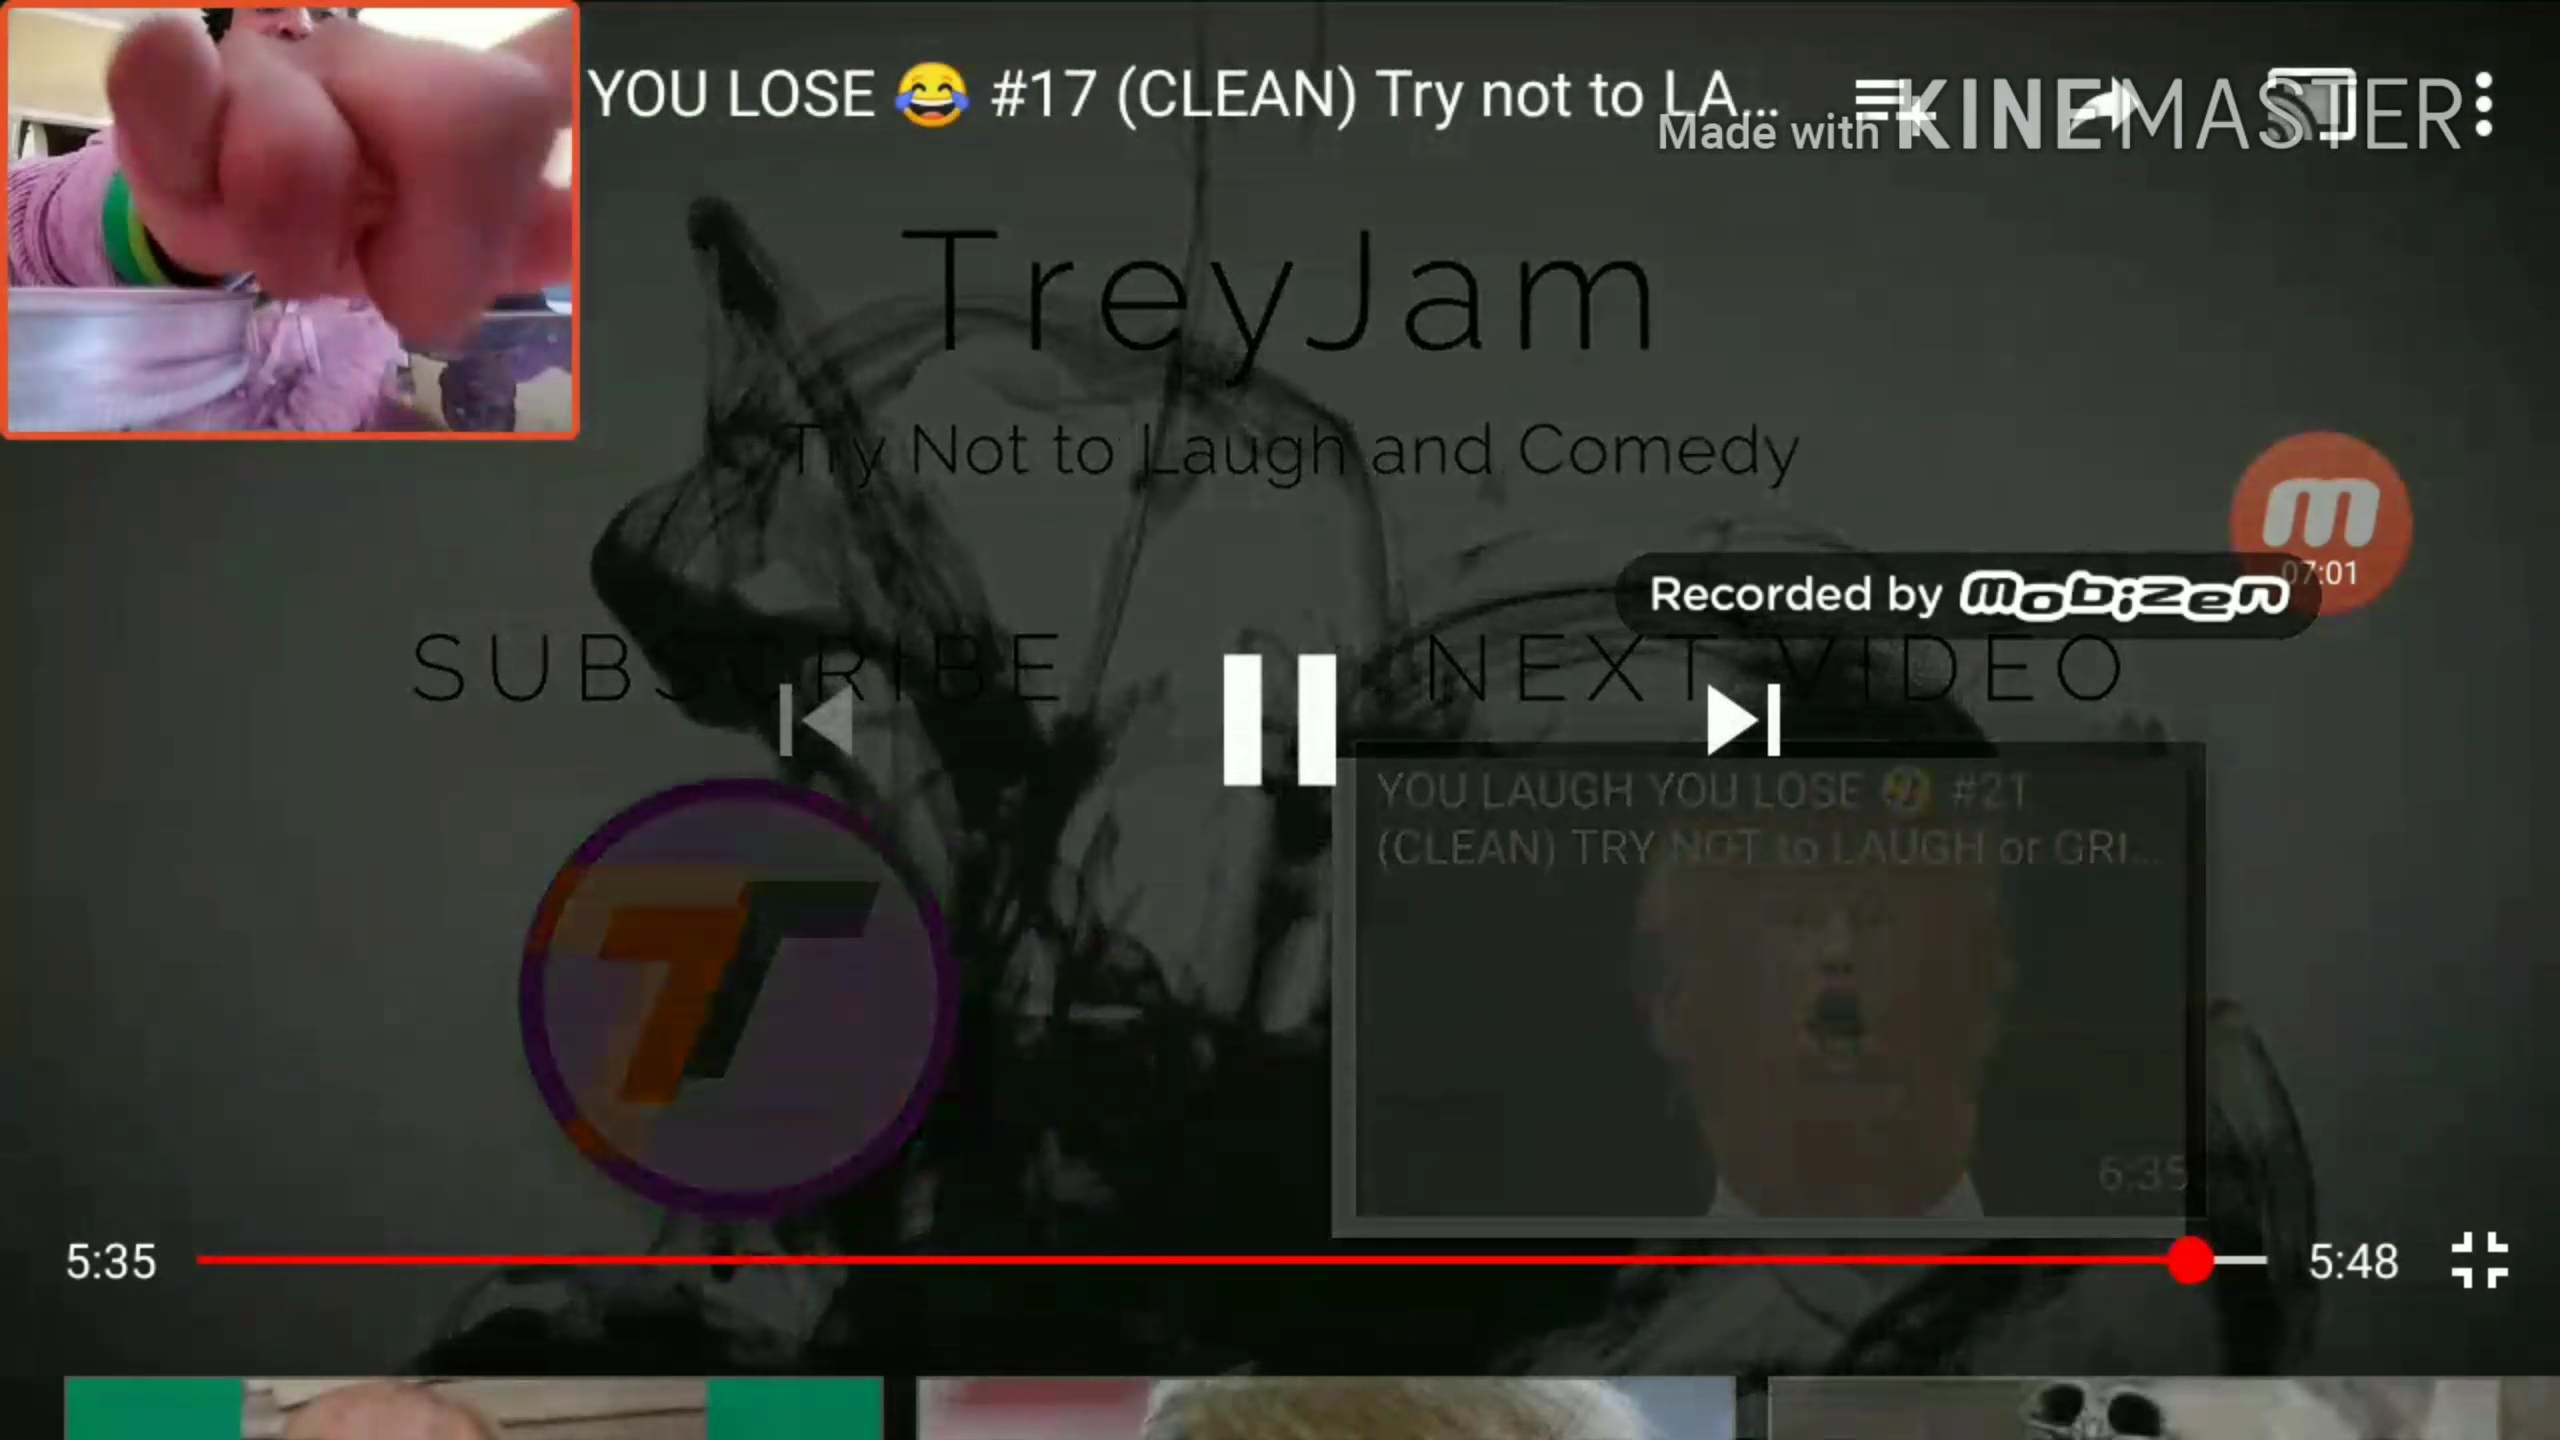 YOU LOSE 😂 #17 (CLEAN) Try not to LA...
Made with KINEMASTER
TreyJam
Try Not to Laugh and Comedy
07:01
Recorded by mobizen
SUBSCRIBE
NEXT VIDEO
YOU LAUGH YOU LOSE 🤣 #21
(CLEAN) TRY NOT to LAUGH or GRI...
6:35
5:35
5:48